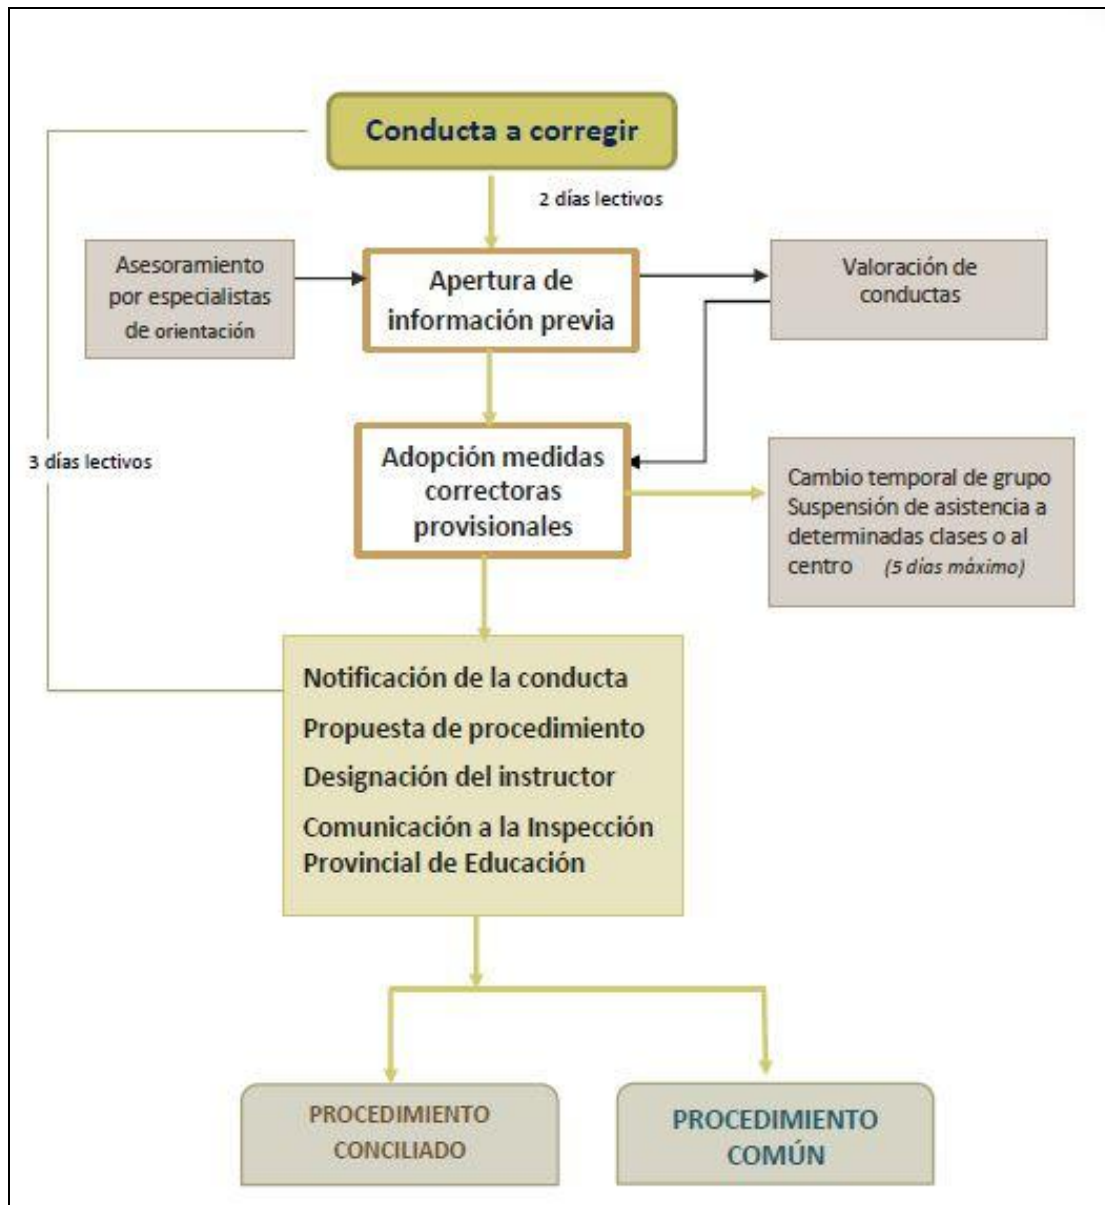 Conducta a corregir
2 días lectivos
Asesoramiento
por especialistas
de orientación
Apertura de
información previa
Valoración de
conductas
3 días lectivos
Adopción medidas
correctoras
provisionales
Cambio temporal de grupo
Suspensión de asistencia a
determinadas clases o al
centro (5 días máximo)
Notificación de la conducta
Propuesta de procedimiento
Designación del instructor
Comunicación a la Inspección
Provincial de Educación
PROCEDIMIENTO
CONCILIADO
PROCEDIMIENTO
COMÚN